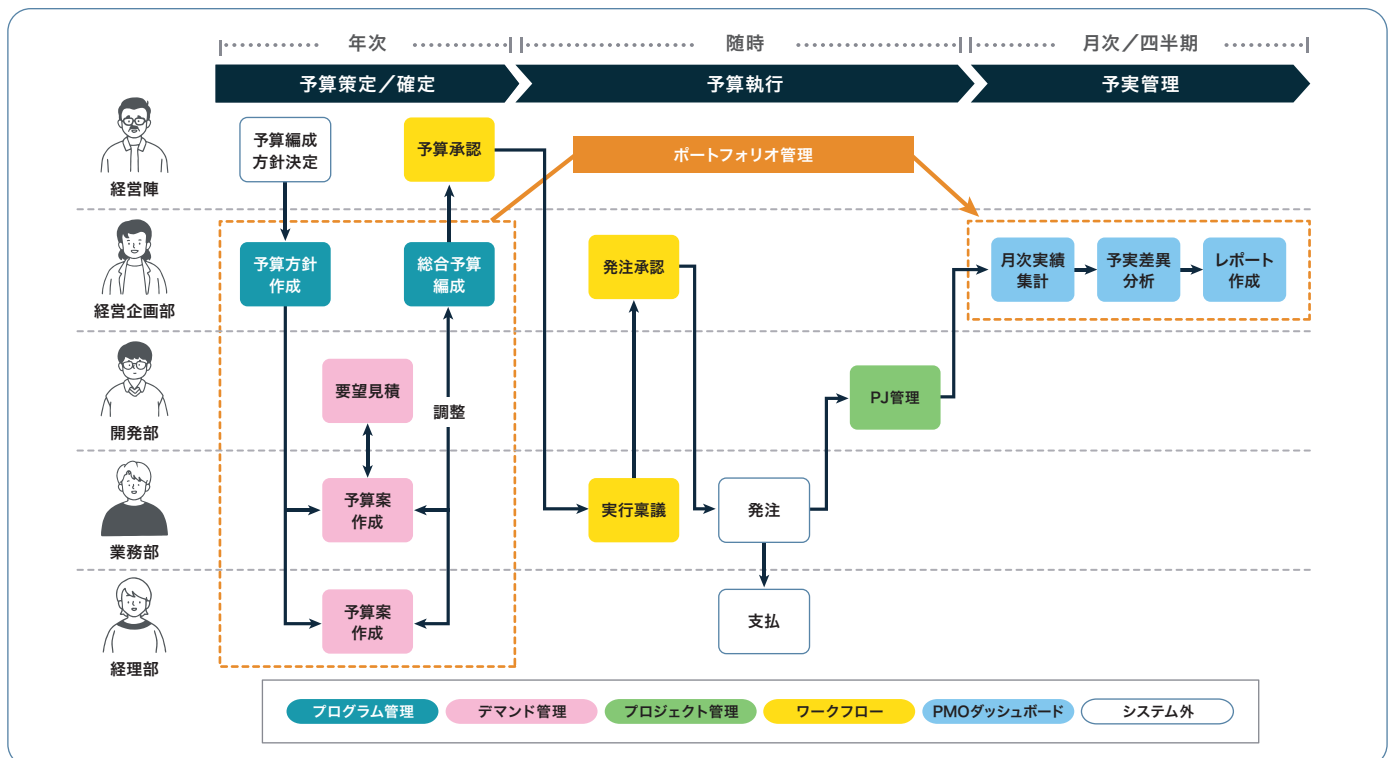 年次
随時
月次／四半期
予算策定／確定
予算執行
予実管理
経営陣
予算編成
方針決定
予算承認
ポートフォリオ管理
経営企画部
予算方針
作成
総合予算
編成
発注承認
月次実績
集計
予実差異
分析
レポート
作成
開発部
要望見積
調整
PJ管理
業務部
予算案
作成
実行稟議
発注
経理部
予算案
作成
支払
プログラム管理
デマンド管理
プロジェクト管理
ワークフロー
PMOダッシュボード
システム外